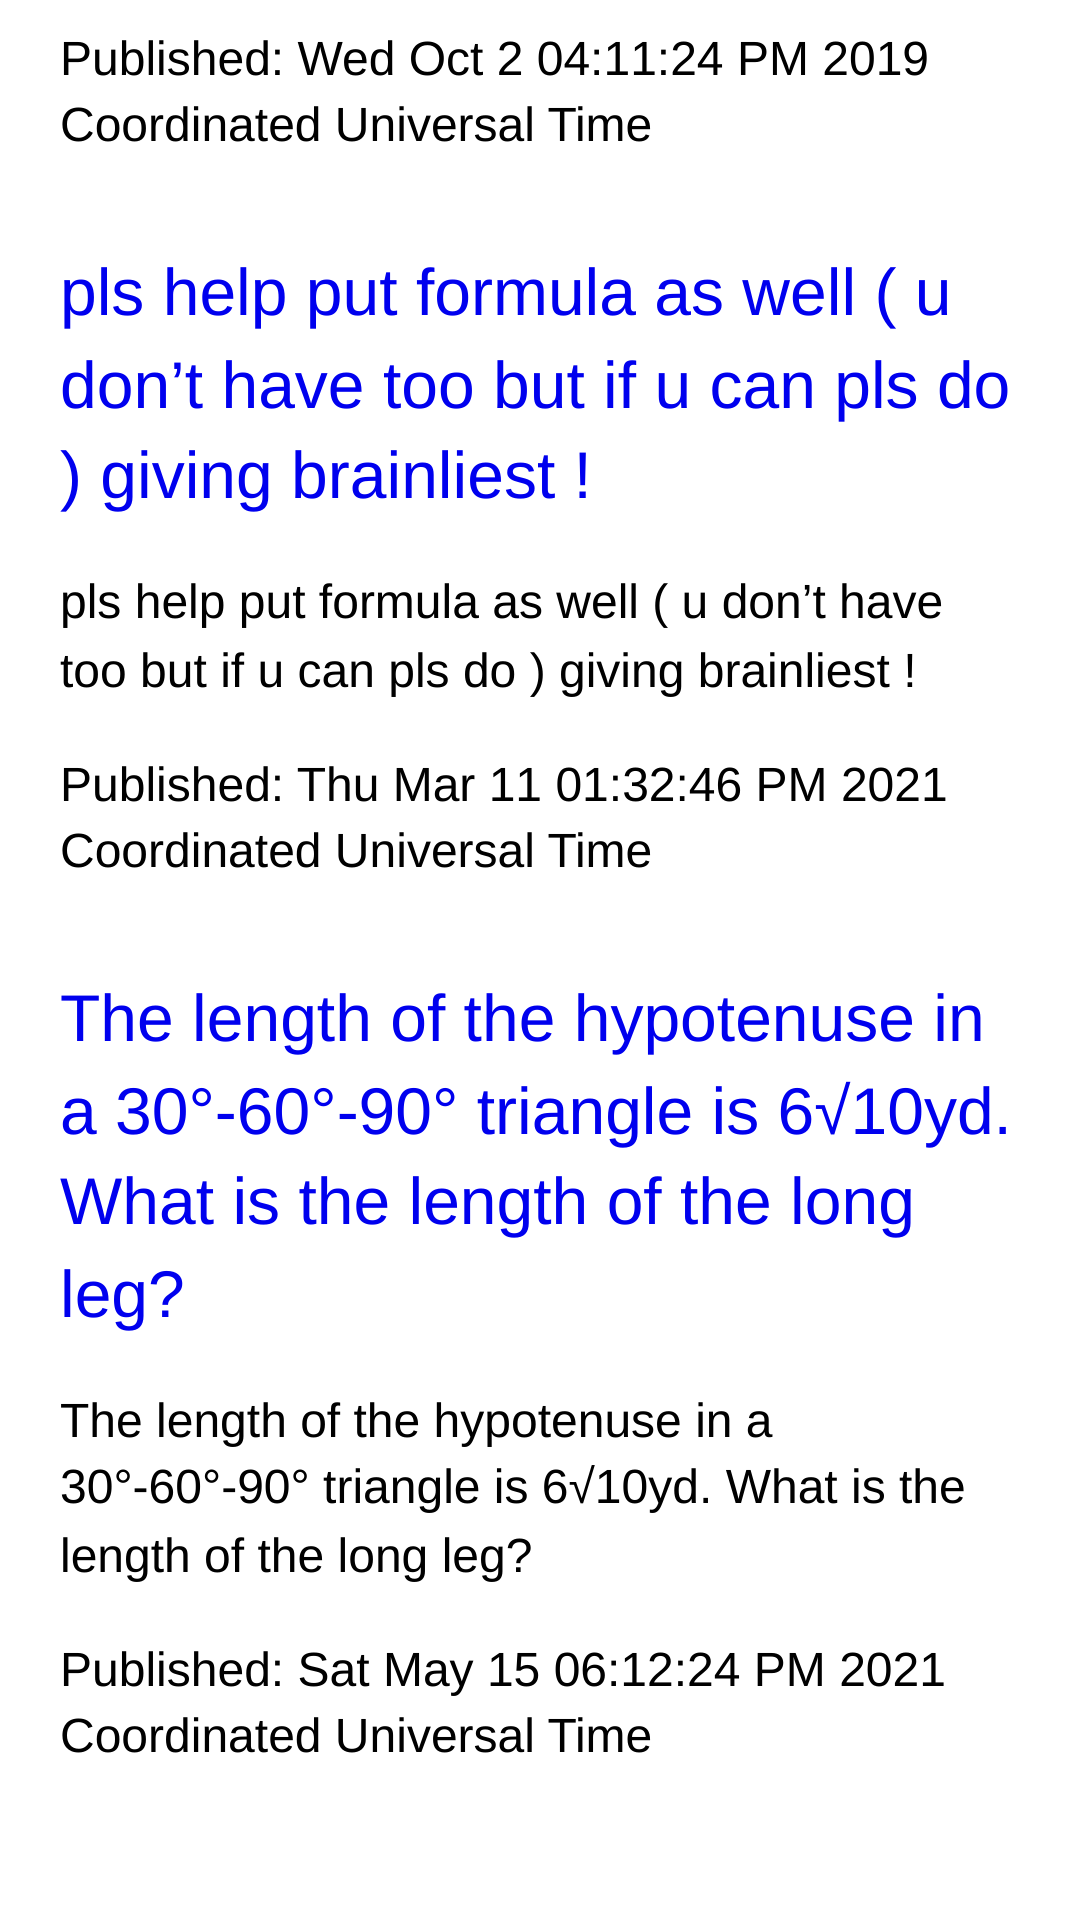 Published: Wed Oct 2 04:11:24 PM 2019
Coordinated Universal Time
pls help put formula as well ( u
don’t have too but if u can pls do
) giving brainliest !
pls help put formula as well ( u don’t have
too but if u can pls do ) giving brainliest !
Published: Thu Mar 11 01:32:46 PM 2021
Coordinated Universal Time
The length of the hypotenuse in
a 30°-60°-90° triangle is 6√10yd.
What is the length of the long
leg?
The length of the hypotenuse in a
30°-60°-90° triangle is 6√10yd. What is the
length of the long leg?
Published: Sat May 15 06:12:24 PM 2021
Coordinated Universal Time